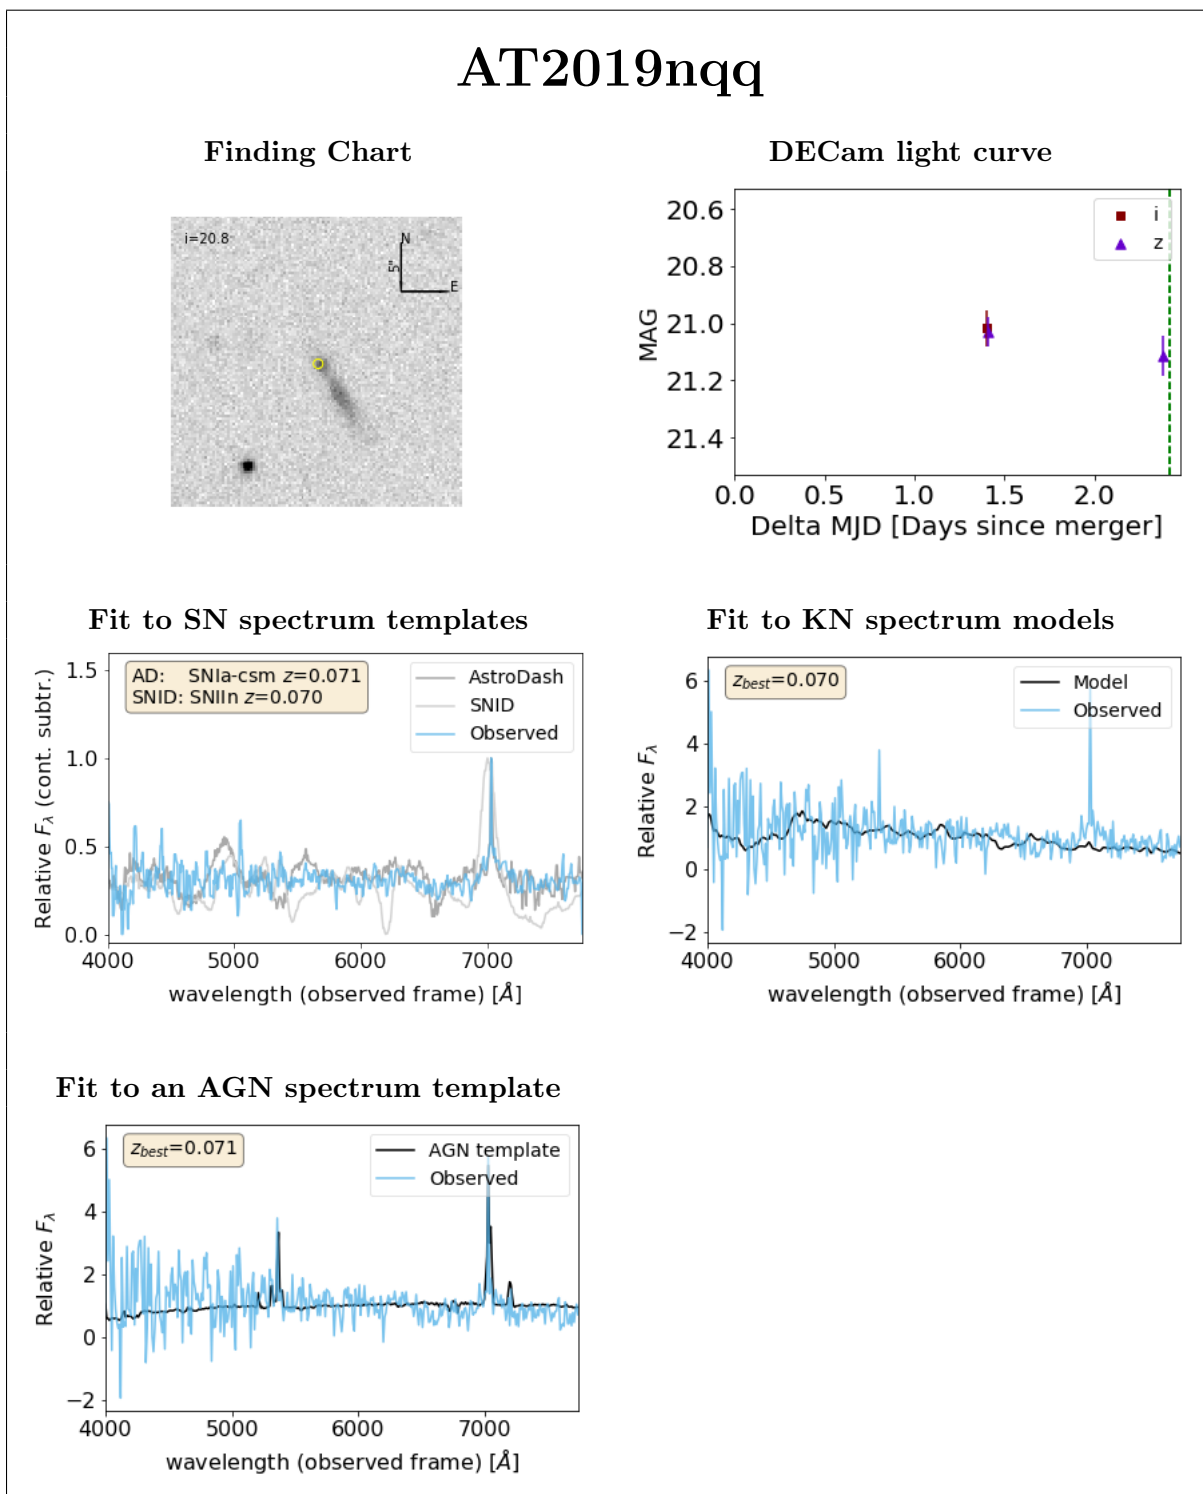 AT2019nqq
Finding Chart
i=20.8
N
5"
E
DECam light curve
20.6
20.8
21.0
21.2
21.4
MAG
i
z
0.0 0.5 1.0 1.5 2.0
Delta MJD [Days since merger]
Fit to SN spectrum templates
1.5
1.0
0.5
0.0
Relative Fλ (cont. subtr.)
AD: SNIa-csm z=0.071
SNID: SNIIn z=0.070
AstroDash
SNID
Observed
4000 5000 6000 7000
wavelength (observed frame) [Å]
Fit to KN spectrum models
6
4
2
0
−2
Relative Fλ
zbest=0.070
Model
Observed
4000 5000 6000 7000
wavelength (observed frame) [Å]
Fit to an AGN spectrum template
6
4
2
0
−2
Relative Fλ
zbest=0.071
AGN template
Observed
4000 5000 6000 7000
wavelength (observed frame) [Å]